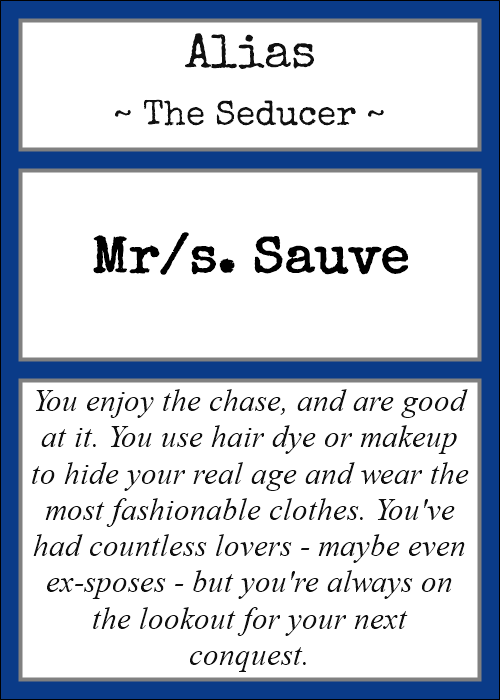 Alias
~ The Seducer ~
Mr/s. Sauve
You enjoy the chase, and are good
at it. You use hair dye or makeup
to hide your real age and wear the
most fashionable clothes. You've
had countless lovers - maybe even
ex-sposes - but you're always on
the lookout for your next
conquest.